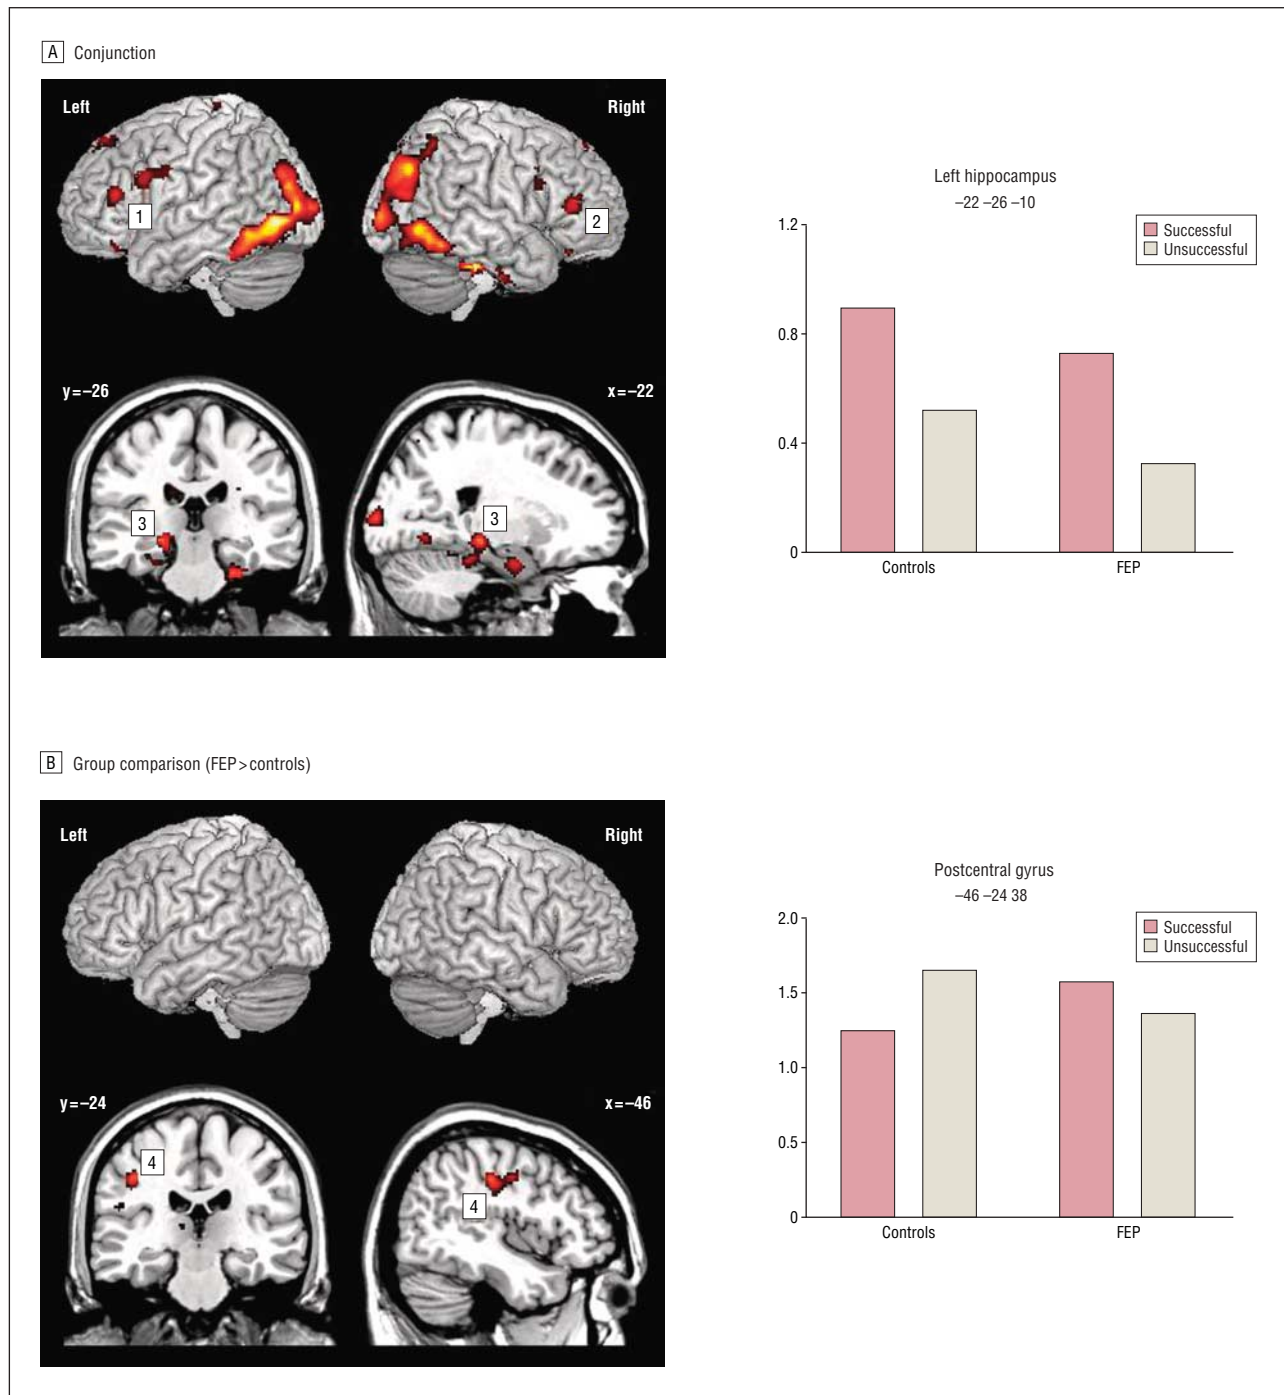 A Conjunction
Left
Right
1
2
y=–26
x=–22
3
3
Left hippocampus
–22 –26 –10
1.2
0.8
0.4
0
Successful
Unsuccessful
Controls
FEP
B Group comparison (FEP>controls)
Left
Right
y=–24
x=–46
4
4
Postcentral gyrus
–46 –24 38
2.0
1.5
1.0
0.5
0
Successful
Unsuccessful
Controls
FEP